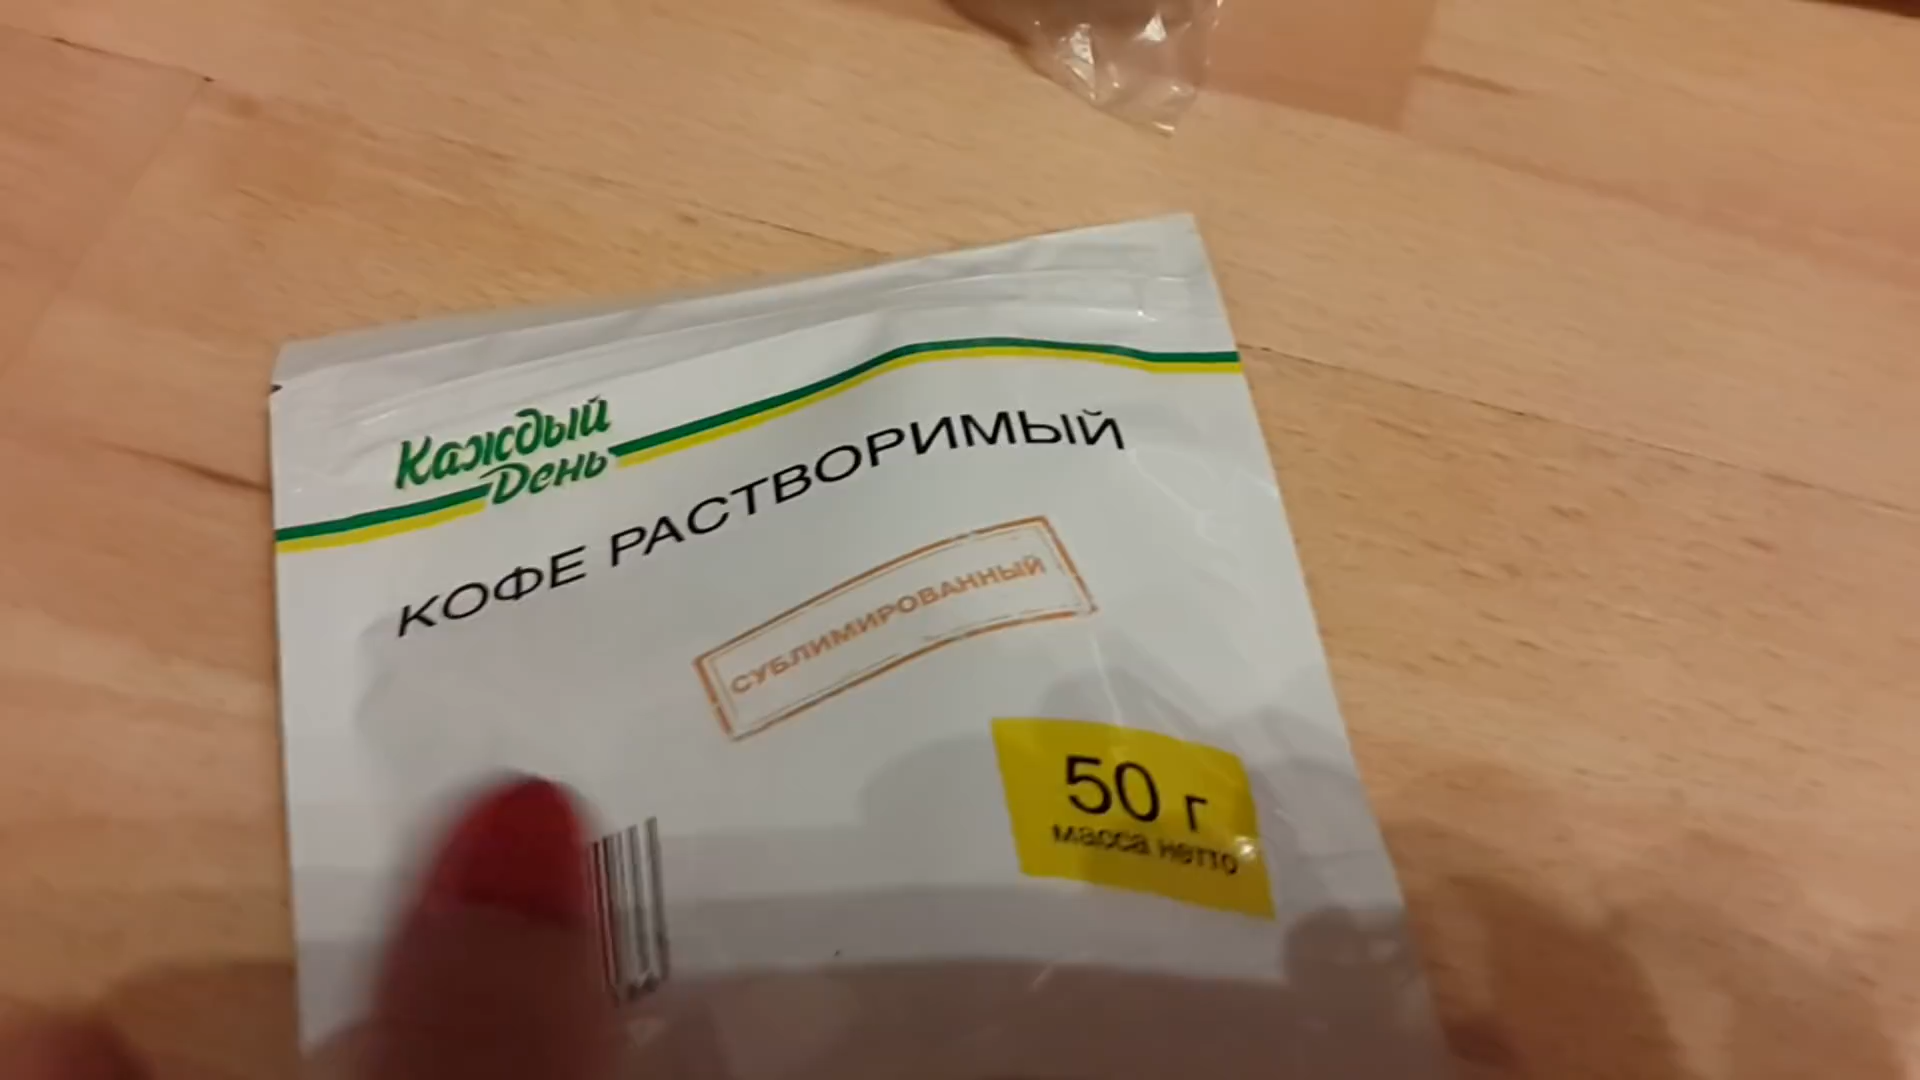 Каждый
День
КОФЕ РАСТВОРИМЫЙ
СУБЛИМИРОВАННЫЙ
50 г
масса нетто